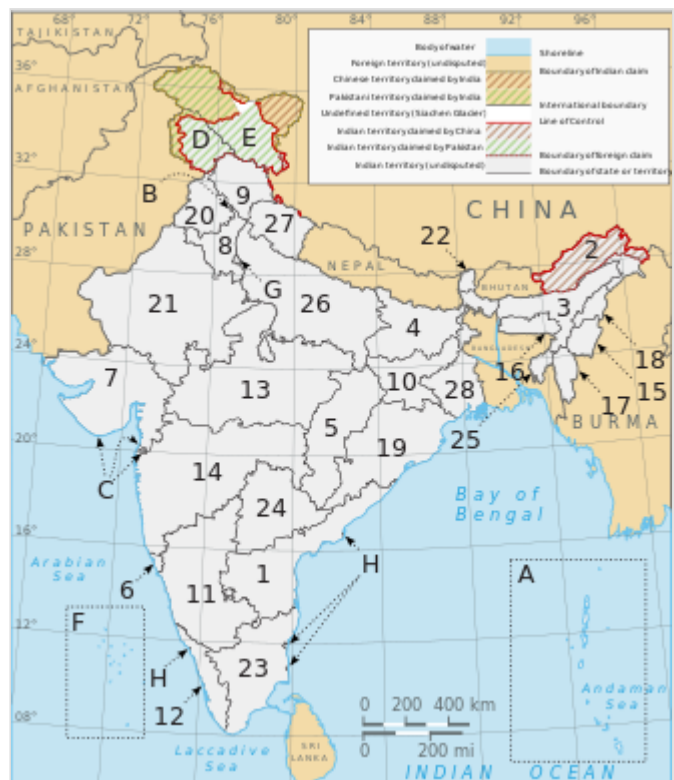 68°
72°
76°
80°
84°
88°
92°
96°
TAJIKISTAN
36°
AFGHANISTAN
Body of water
Shoreline
Foreign territory (undisputed)
Boundary of Indian claim
Chinese territory claimed by India
Pakistani territory claimed by India
International boundary
Undefined territory (Siachen Glacier)
Line of Control
Indian territory claimed by China
Indian territory claimed by Pakistan
Boundary of foreign claim
Indian territory (undisputed)
Boundary of state or territory
D
E
32°
B
9
20
27
CHINA
PAKISTAN
8
22
2
28°
NEPAL
G
BHUTAN
21
26
3
4
24°
BANGLADESH
7
13
10
28
16
18
15
17
5
BURMA
19
25
20°
C
14
24
Bay of
Bengal
16°
H
Arabian
Sea
A
1
6
11
F
12°
23
H
12
0 200 400 km
Andaman
Sea
08°
Laccadive
Sea
SRI
LANKA
0 200 mi
INDIAN OCEAN